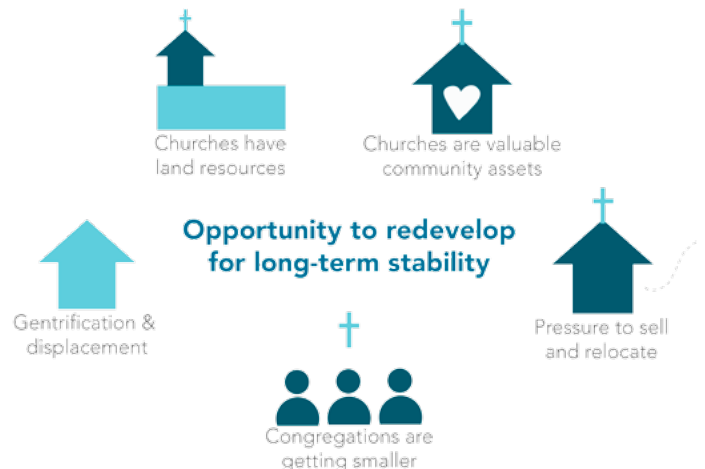 Churches have
land resources
Churches are valuable
community assets
Opportunity to redevelop
for long-term stability
Gentrification &
displacement
Pressure to sell
and relocate
Congregations are
getting smaller